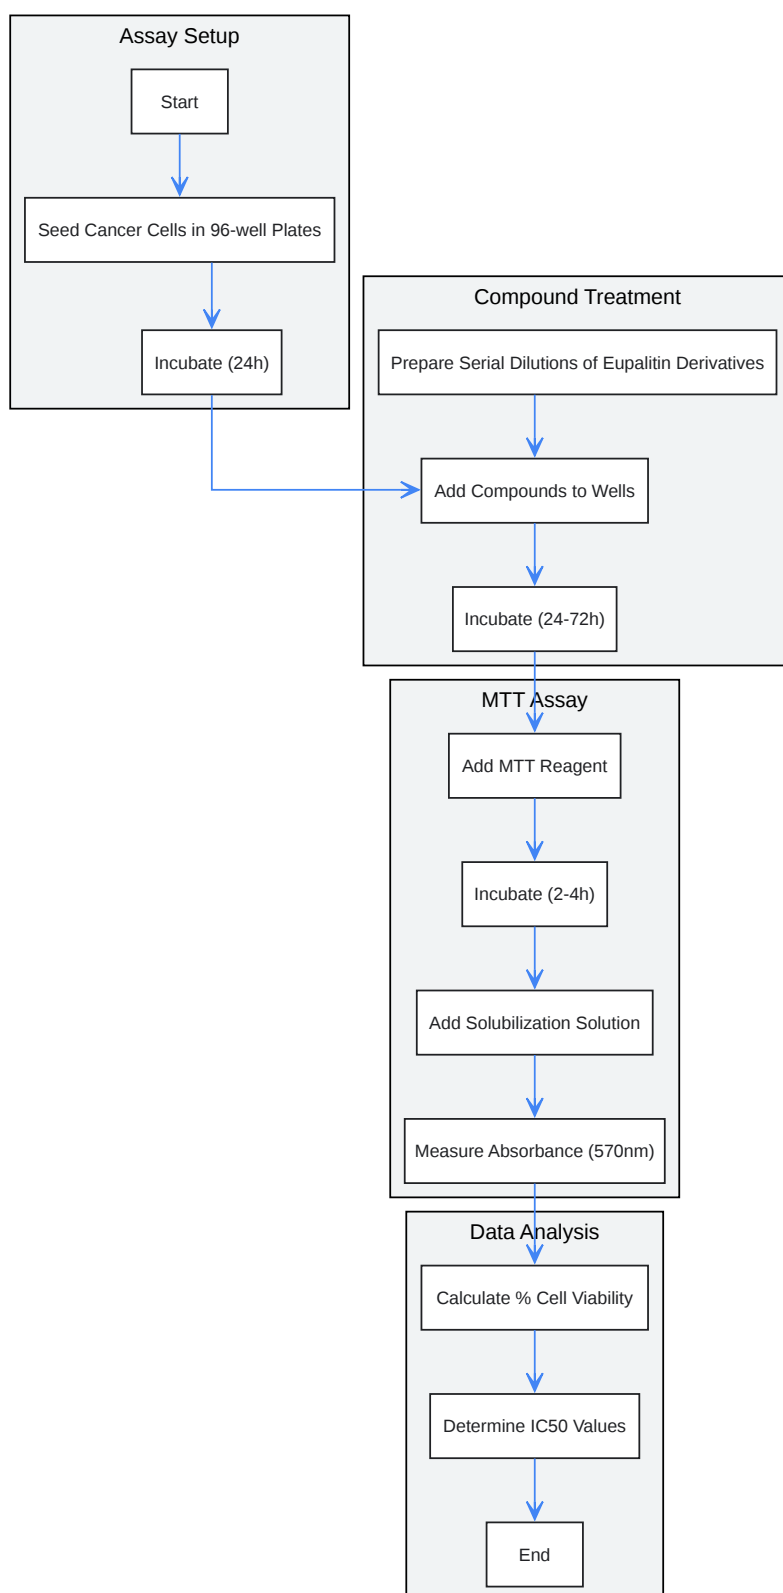 Assay Setup
Start
Seed Cancer Cells in 96-well Plates
Incubate (24h)
Compound Treatment
Prepare Serial Dilutions of Eupalitin Derivatives
Add Compounds to Wells
Incubate (24-72h)
MTT Assay
Add MTT Reagent
Incubate (2-4h)
Add Solubilization Solution
Measure Absorbance (570nm)
Data Analysis
Calculate % Cell Viability
Determine IC50 Values
End